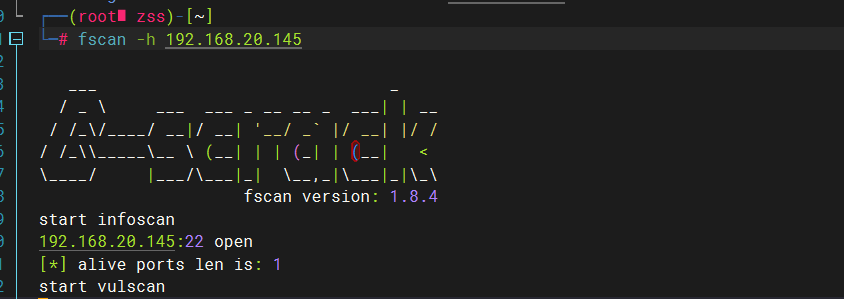 ┌──(root㉿ zss)-[~]
└─# fscan -h 192.168.20.145
   ___                              _
  / _ \     ___  ___ _ __ __ _  ___| | __
 / /_\/____/ __|/ __| '__/ _` |/ __| |/ /
/ /_\\_____\__ \ (__| | | (_| | (__|   <
\____/     |___/\___|_|  \__,_|\___|_|\_\
                     fscan version: 1.8.4
start infoscan
192.168.20.145:22 open
[*] alive ports len is: 1
start vulscan